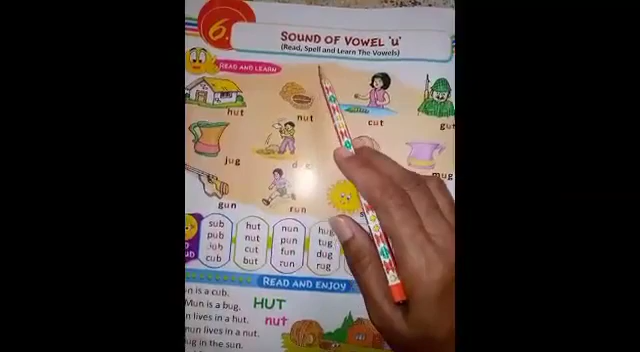 6.
SOUND OF VOWEL 'u'
(Read, Spell and Learn The Vowels)
READ AND LEARN
hut nut cut
jug mug
gun run
sub hut nun hug
pub nut pun tug
cut fun dug
cub but run rug
READ AND ENJOY
is a cub.
Mun is a bug. HUT
lives in a hut. nut
lives in a nut.
in the sun.